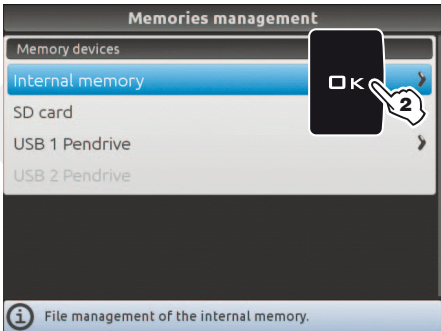 Memories management
Memory devices
Internal memory
OK
2
SD card
USB 1 Pendrive
USB 2 Pendrive
File management of the internal memory.